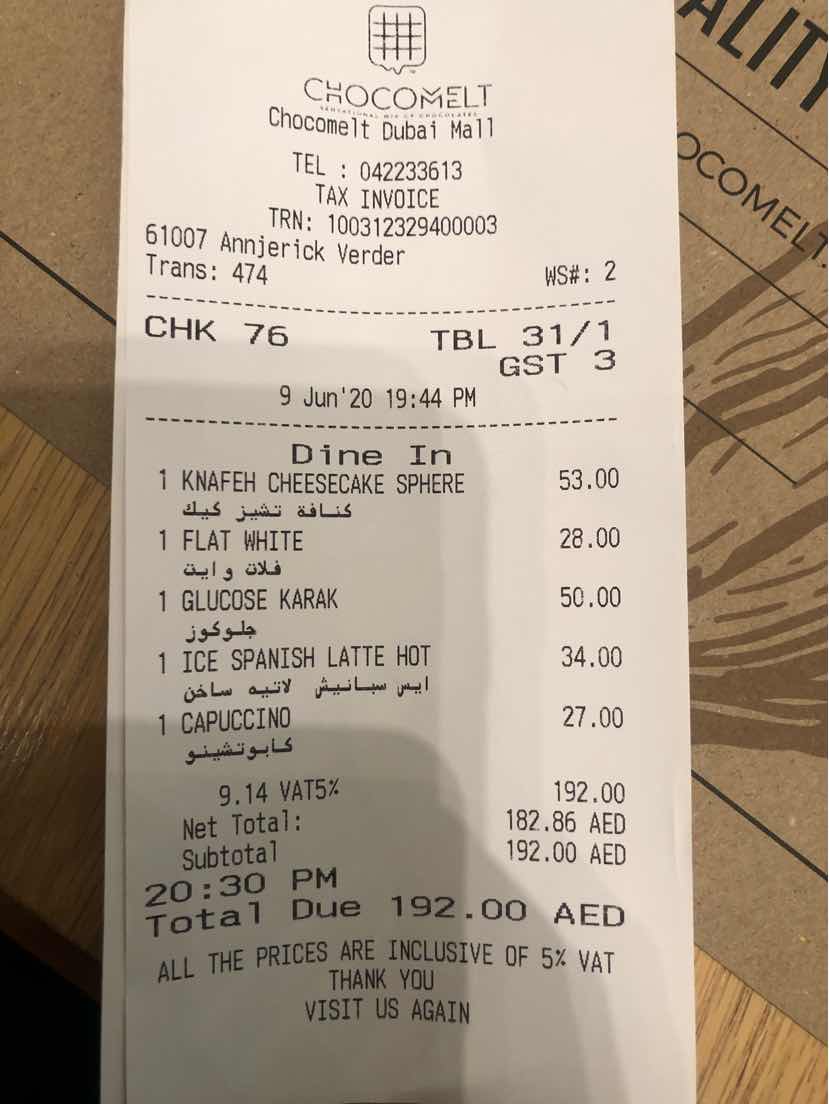 CHOCOMELT
SENSATIONAL MIX OF CHOCOLATES
Chocomelt Dubai Mall
TEL : 042233613
TAX INVOICE
TRN: 100312329400003
61007 Annjerick Verder
Trans: 474 WS#: 2
CHK 76 TBL 31/1
GST 3
9 Jun'20 19:44 PM
Dine In
1 KNAFEH CHEESECAKE SPHERE 53.00
كنافة تشيز كيك
1 FLAT WHITE 28.00
فلات وايت
1 GLUCOSE KARAK 50.00
جلوكوز
1 ICE SPANISH LATTE HOT 34.00
ايس سبانيش لاتيه ساخن
1 CAPUCCINO 27.00
كابوتشينو
9.14 VAT5% 192.00
Net Total: 182.86 AED
Subtotal 192.00 AED
20:30 PM
Total Due 192.00 AED
ALL THE PRICES ARE INCLUSIVE OF 5% VAT
THANK YOU
VISIT US AGAIN
ALITY
OCOMELT.